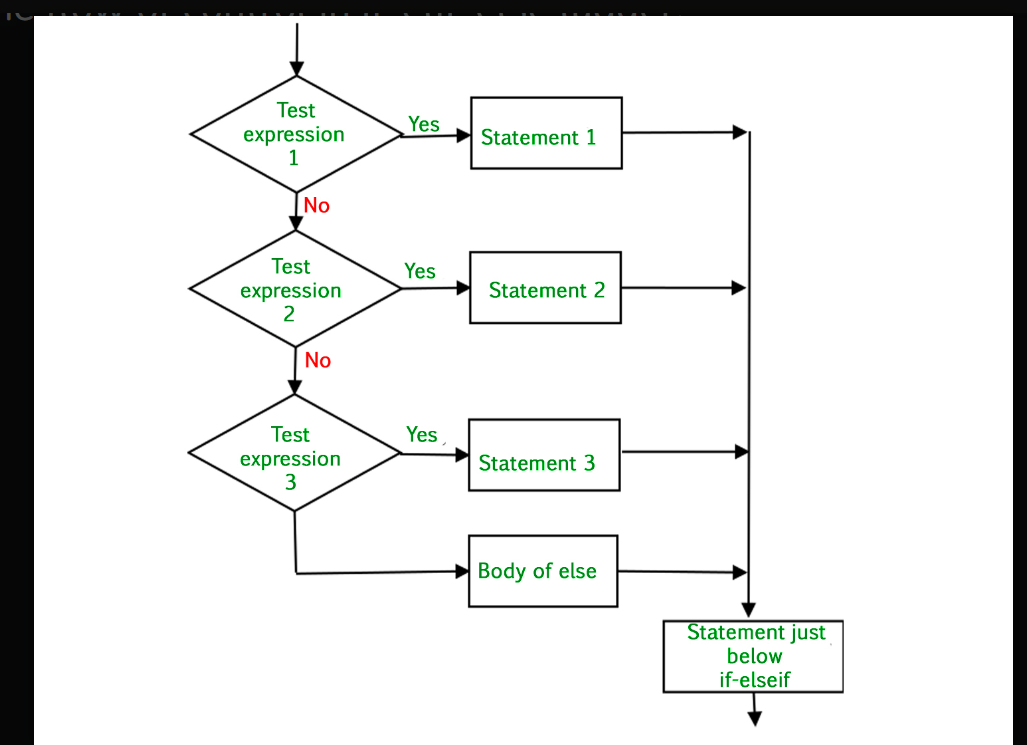 Test
expression
1
Yes
Statement 1
No
Test
expression
2
Yes
Statement 2
No
Test
expression
3
Yes
Statement 3
Body of else
Statement just
below
if-elseif